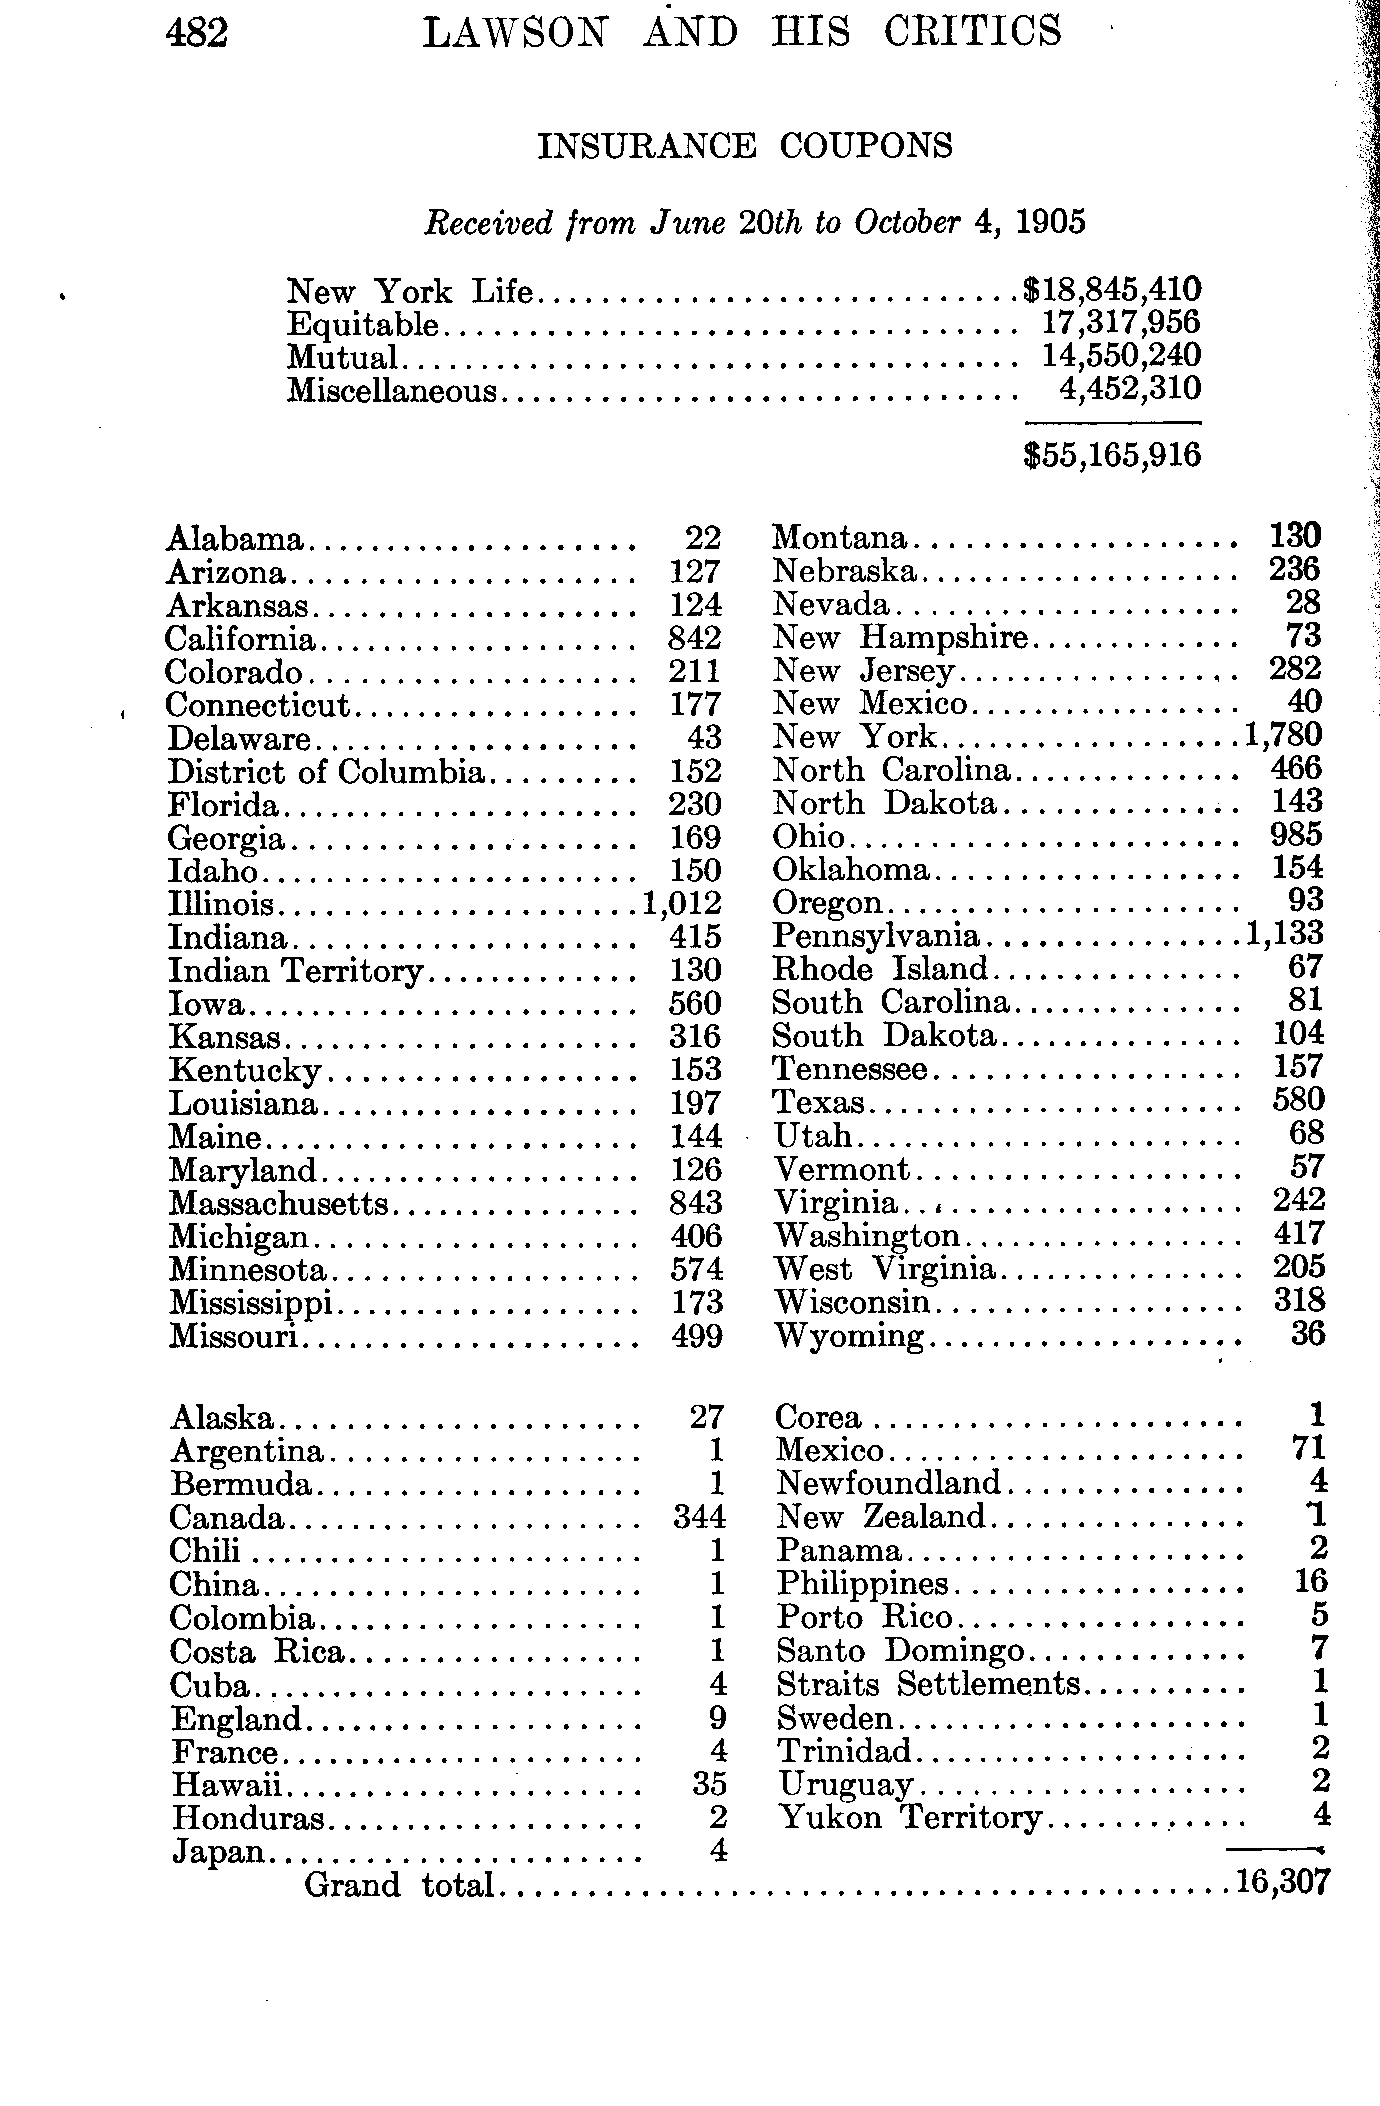 482 LAWSON AND HIS CRITICS
INSURANCE COUPONS
Received from June 20th to October 4, 1905
New York Life..............................$18,845,410
Equitable.................................. 17,317,956
Mutual..................................... 14,550,240
Miscellaneous.............................. 4,452,310
$55,165,916
Alabama.................... 22
Arizona..................... 127
Arkansas.................... 124
California................... 842
Colorado.................... 211
Connecticut................. 177
Delaware.................... 43
District of Columbia......... 152
Florida...................... 230
Georgia..................... 169
Idaho....................... 150
Illinois......................1,012
Indiana..................... 415
Indian Territory............. 130
Iowa........................ 560
Kansas...................... 316
Kentucky................... 153
Louisiana................... 197
Maine....................... 144
Maryland................... 126
Massachusetts............... 843
Michigan.................... 406
Minnesota................... 574
Mississippi................... 173
Missouri..................... 499
Montana.................... 130
Nebraska.................... 236
Nevada..................... 28
New Hampshire............. 73
New Jersey................. 282
New Mexico................. 40
New York...................1,780
North Carolina.............. 466
North Dakota............... 143
Ohio........................ 985
Oklahoma................... 154
Oregon...................... 93
Pennsylvania................1,133
Rhode Island................ 67
South Carolina.............. 81
South Dakota............... 104
Tennessee................... 157
Texas....................... 580
Utah........................ 68
Vermont.................... 57
Virginia..................... 242
Washington................. 417
West Virginia............... 205
Wisconsin................... 318
Wyoming.................... 36
Alaska...................... 27
Argentina................... 1
Bermuda.................... 1
Canada...................... 344
Chili ........................ 1
China....................... 1
Colombia.................... 1
Costa Rica.................. 1
Cuba........................ 4
England..................... 9
France...................... 4
Hawaii...................... 35
Honduras.................... 2
Japan....................... 4
Corea ....................... 1
Mexico...................... 71
Newfoundland............... 4
New Zealand................ 1
Panama..................... 2
Philippines.................. 16
Porto Rico.................. 5
Santo Domingo.............. 7
Straits Settlements.......... 1
Sweden...................... 1
Trinidad..................... 2
Uruguay..................... 2
Yukon Territory............. 4
Grand total.............................................16,307